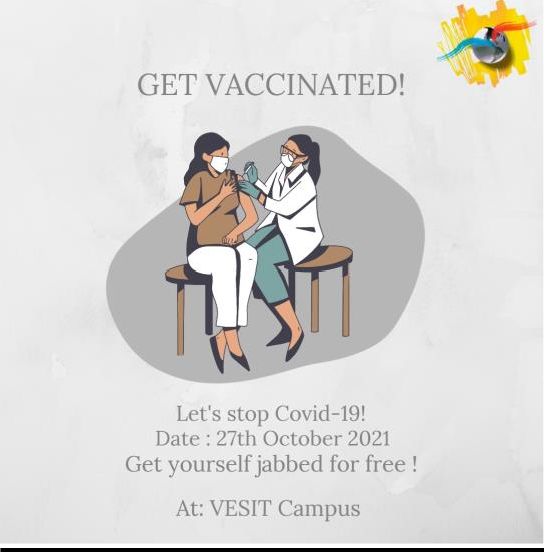 GET VACCINATED!
Let's stop Covid-19!
Date : 27th October 2021
Get yourself jabbed for free !
At: VESIT Campus